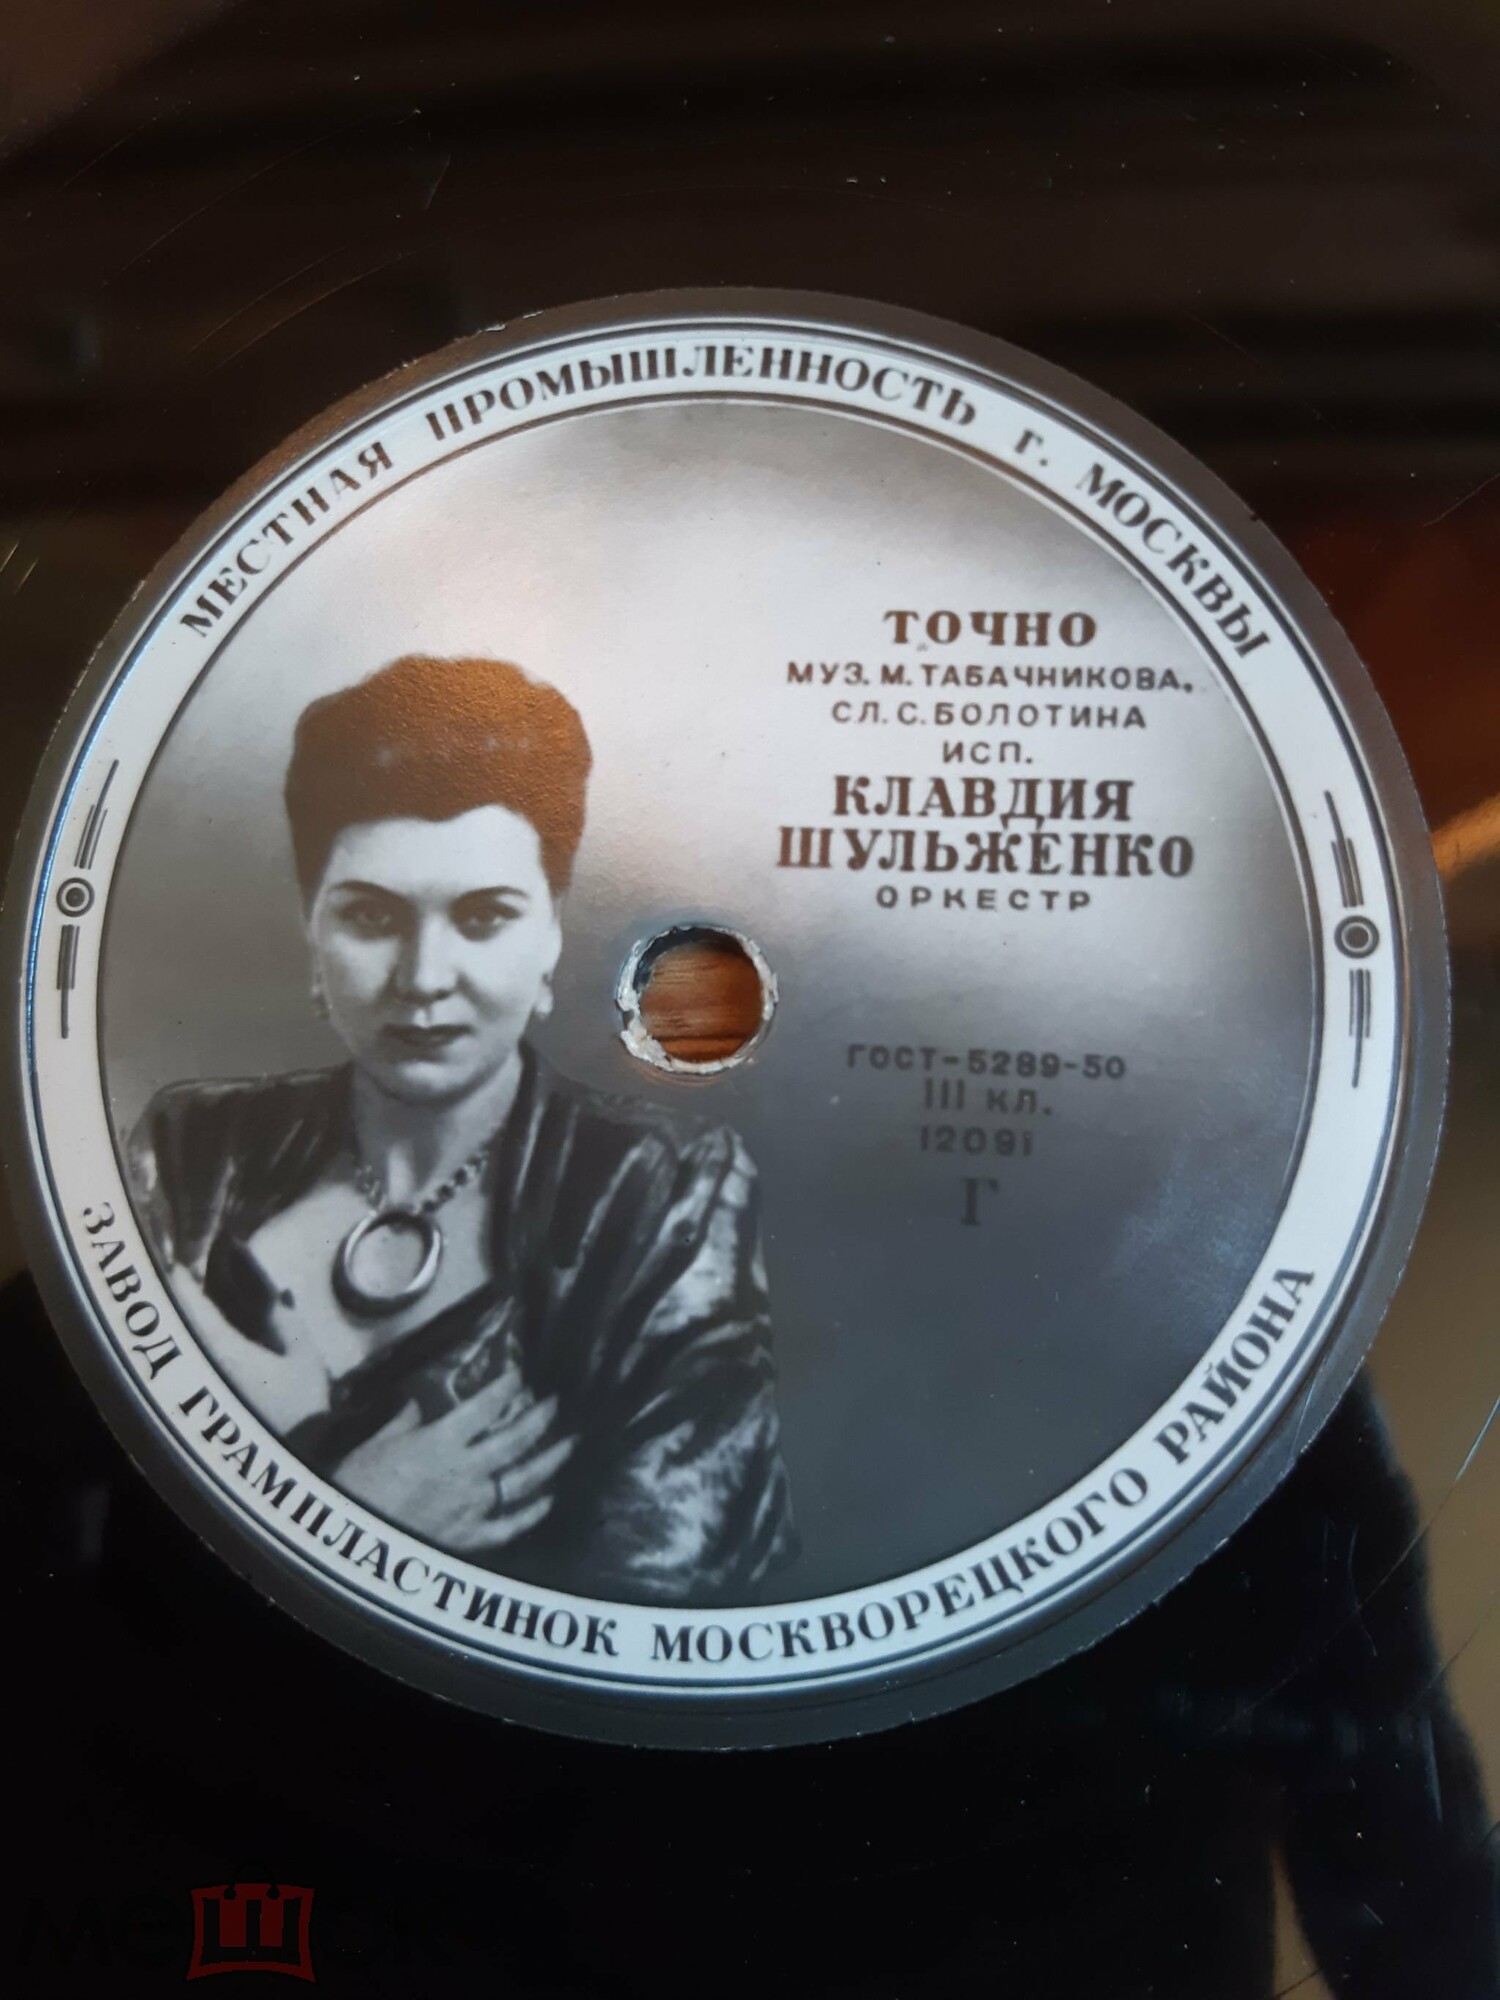 МЕСТНАЯ ПРОМЫШЛЕННОСТЬ г. МОСКВЫ
ТОЧНО
МУЗ. М. ТАБАЧНИКОВА,
СЛ. С. БОЛОТИНА
ИСП.
КЛАВДИЯ
ШУЛЬЖЕНКО
ОРКЕСТР
ГОСТ-5289-50
III КЛ.
12091
Г
ЗАВОД ГРАМПЛАСТИНОК МОСКВОРЕЦКОГО РАЙОНА
мешок